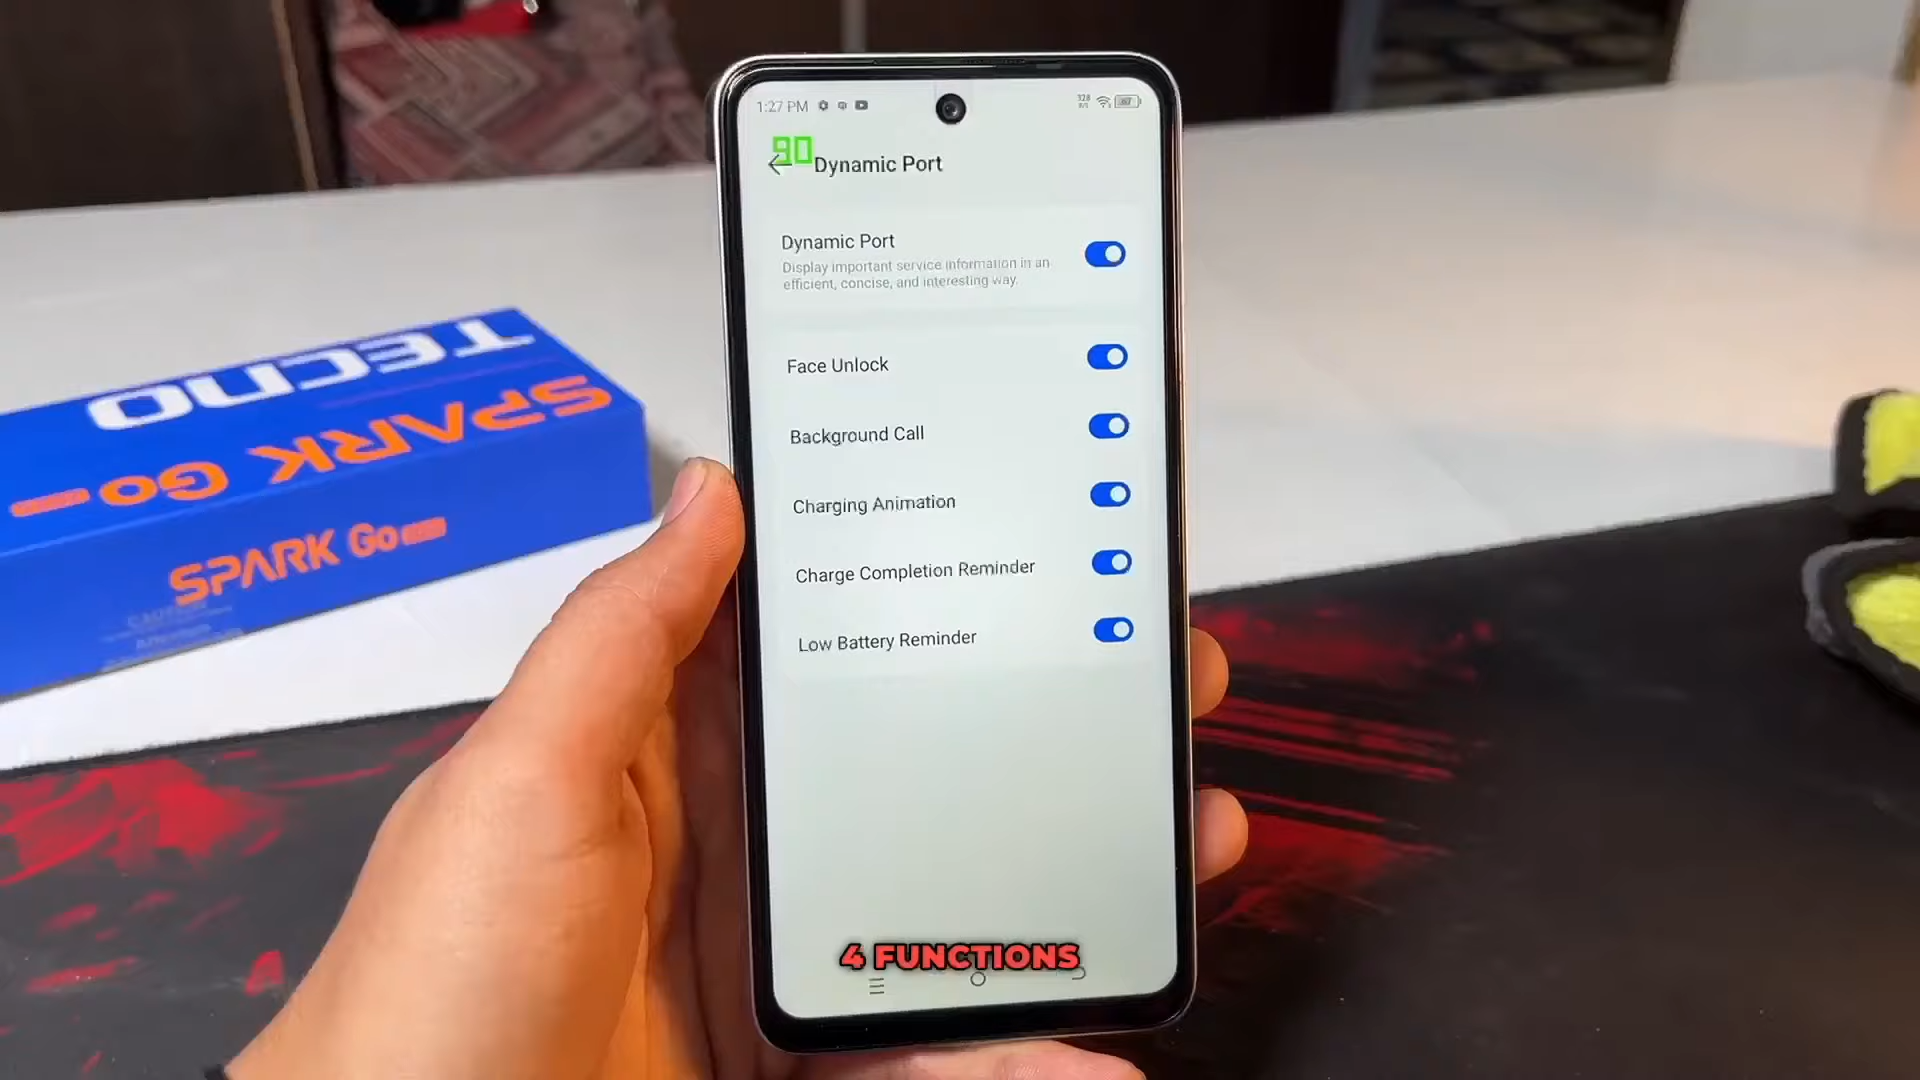 1:27 PM
90
Dynamic Port
Dynamic Port
Display important service information in an
efficient, concise, and interesting way.
Face Unlock
Background Call
Charging Animation
Charge Completion Reminder
Low Battery Reminder
4 FUNCTIONS
TECNO
SPARK GO
SPARK Go